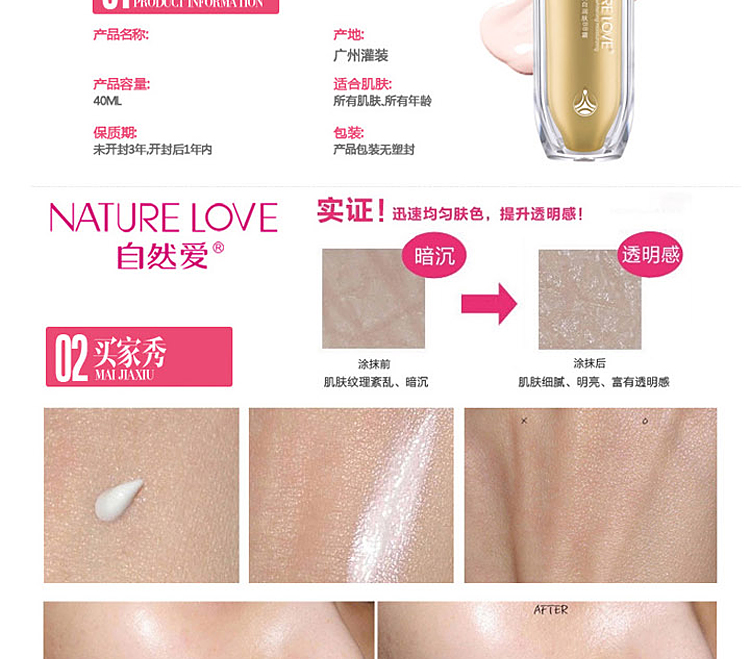 01 PRODUCT INFORMATION
产品名称:
产地:
广州灌装
产品容量:
40ML
适合肌肤:
所有肌肤.所有年龄
保质期:
未开封3年,开封后1年内
包装:
产品包装无塑封
RE LOVE®
NATURE LOVE
自然爱®
实证!迅速均匀肤色，提升透明感!
暗沉
透明感
涂抹前
肌肤纹理紊乱、暗沉
涂抹后
肌肤细腻、明亮、富有透明感
02 买家秀
MAI JIAXIU
× o
AFTER